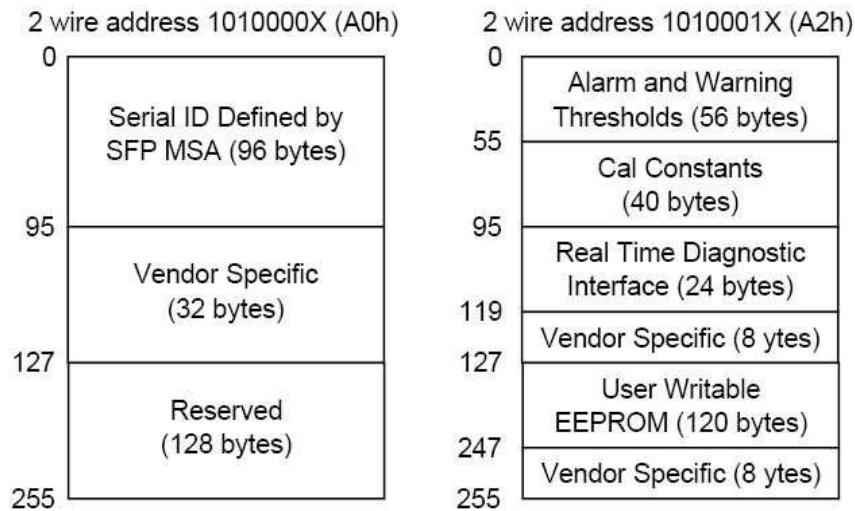 2 wire address 1010000X (A0h)
0
Serial ID Defined by
SFP MSA (96 bytes)
95
Vendor Specific
(32 bytes)
127
Reserved
(128 bytes)
255
2 wire address 1010001X (A2h)
0
Alarm and Warning
Thresholds (56 bytes)
55
Cal Constants
(40 bytes)
95
Real Time Diagnostic
Interface (24 bytes)
119
Vendor Specific (8 ytes)
127
User Writable
EEPROM (120 bytes)
247
Vendor Specific (8 ytes)
255